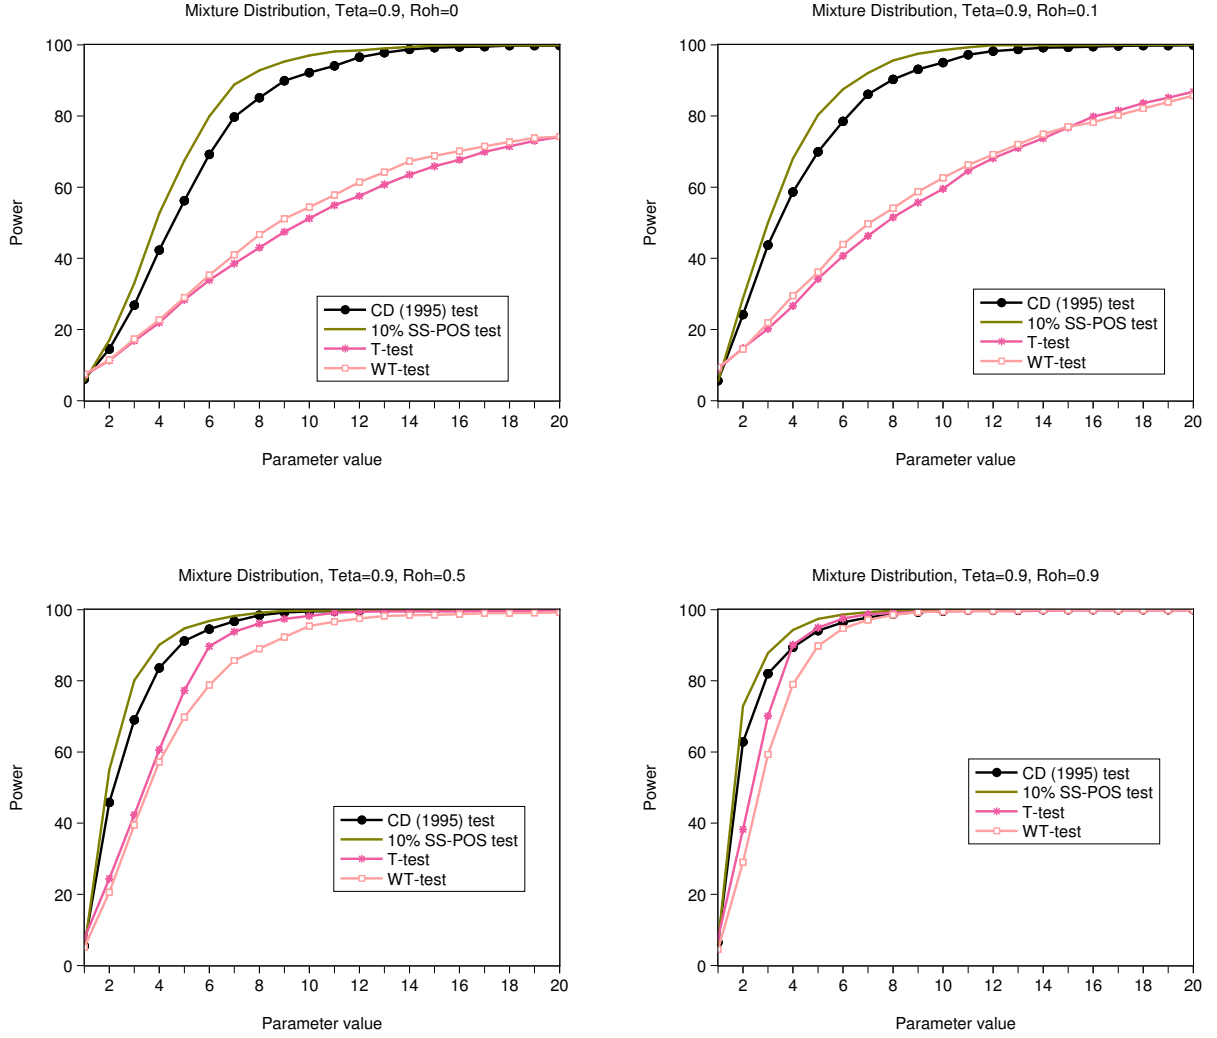 Mixture Distribution, Teta=0.9, Roh=0
100
80
60
40
20
0
Power
CD (1995) test
10% SS-POS test
T-test
WT-test
2 4 6 8 10 12 14 16 18 20
Parameter value
Mixture Distribution, Teta=0.9, Roh=0.1
100
80
60
40
20
0
Power
CD (1995) test
10% SS-POS test
T-test
WT-test
2 4 6 8 10 12 14 16 18 20
Parameter value
Mixture Distribution, Teta=0.9, Roh=0.5
100
80
60
40
20
0
Power
CD (1995) test
10% SS-POS test
T-test
WT-test
2 4 6 8 10 12 14 16 18 20
Parameter value
Mixture Distribution, Teta=0.9, Roh=0.9
100
80
60
40
20
0
Power
CD (1995) test
10% SS-POS test
T-test
WT-test
2 4 6 8 10 12 14 16 18 20
Parameter value